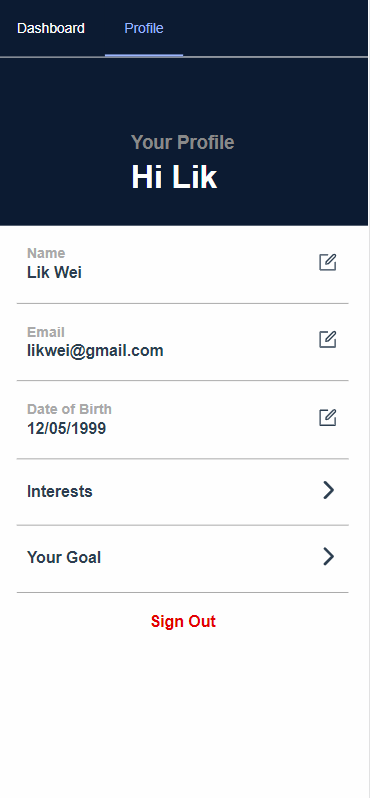 Dashboard Profile
Your Profile
Hi Lik
Name
Lik Wei
Email
likwei@gmail.com
Date of Birth
12/05/1999
Interests
Your Goal
Sign Out